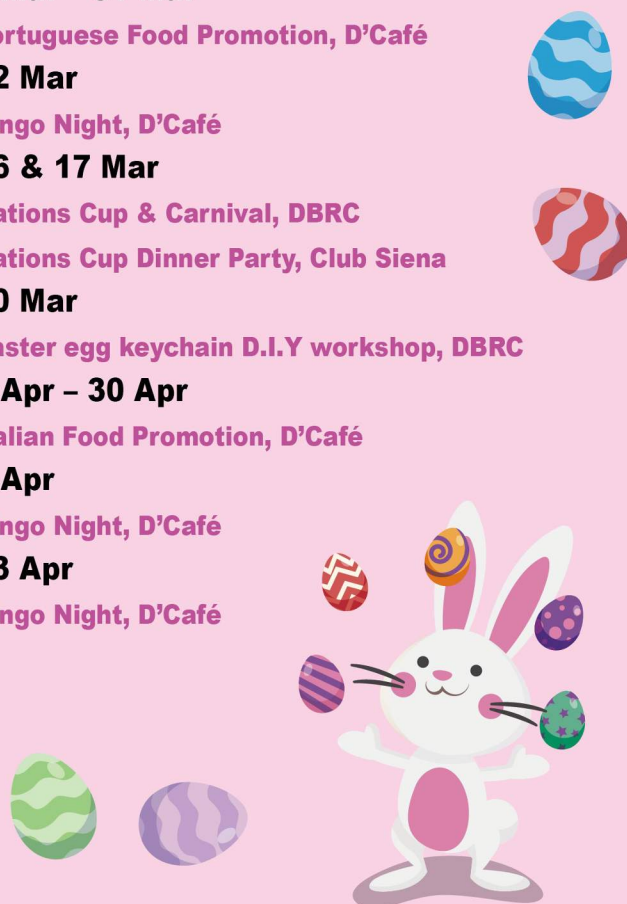 ortuguese Food Promotion, D’Café
2 Mar
ngo Night, D’Café
6 & 17 Mar
ations Cup & Carnival, DBRC
ations Cup Dinner Party, Club Siena
0 Mar
aster egg keychain D.I.Y workshop, DBRC
Apr – 30 Apr
alian Food Promotion, D’Café
Apr
ngo Night, D’Café
3 Apr
ngo Night, D’Café